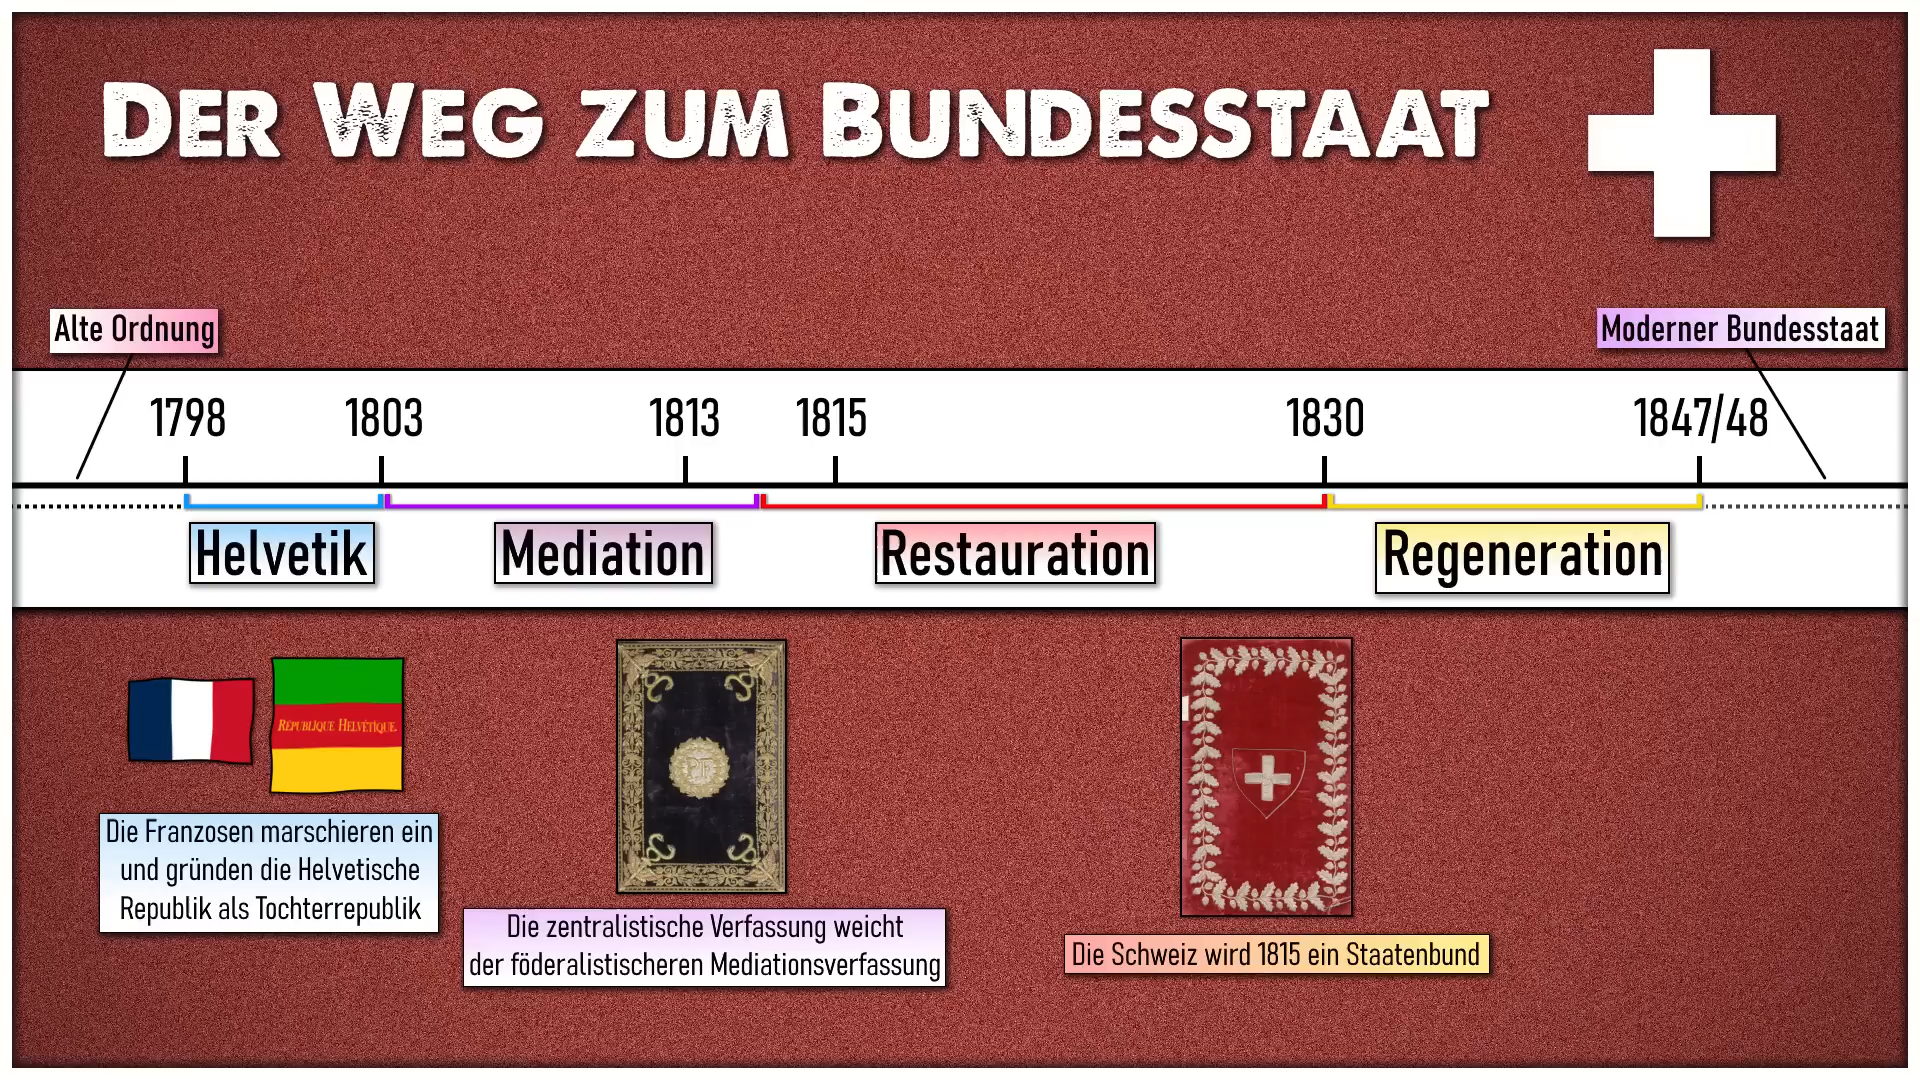 Der Weg zum Bundesstaat
Alte Ordnung
Moderner Bundesstaat
1798
1803
1813
1815
1830
1847/48
Helvetik
Mediation
Restauration
Regeneration
République Helvétique.
PF
Die Franzosen marschieren ein
und gründen die Helvetische
Republik als Tochterrepublik
Die zentralistische Verfassung weicht
der föderalistischeren Mediationsverfassung
Die Schweiz wird 1815 ein Staatenbund